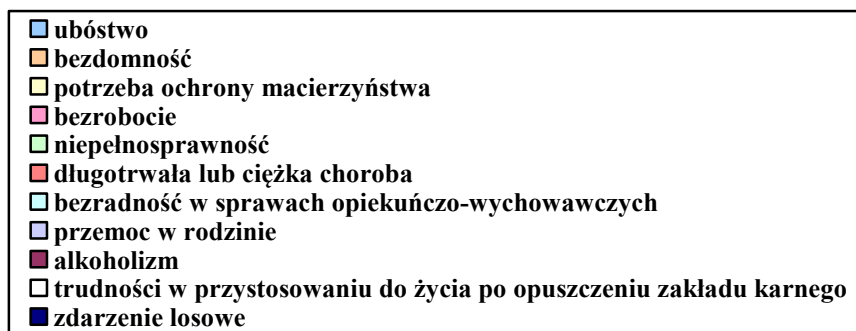 ubóstwo
bezdomność
potrzeba ochrony macierzyństwa
bezrobocie
niepełnosprawność
długotrwała lub ciężka choroba
bezradność w sprawach opiekuńczo-wychowawczych
przemoc w rodzinie
alkoholizm
trudności w przystosowaniu do życia po opuszczeniu zakładu karnego
zdarzenie losowe